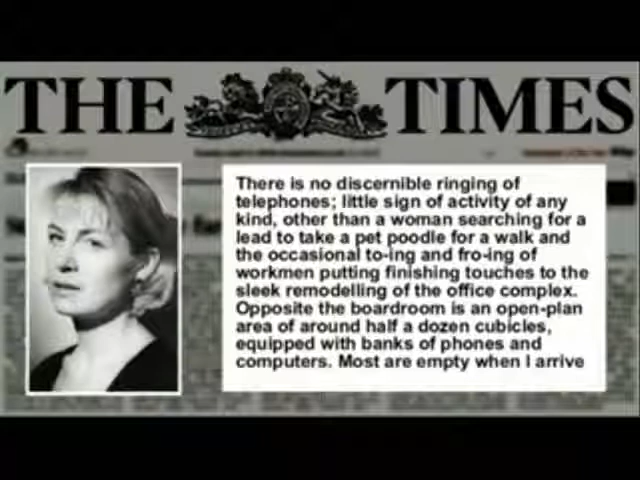 THE TIMES
There is no discernible ringing of
telephones; little sign of activity of any
kind, other than a woman searching for a
lead to take a pet poodle for a walk and
the occasional to-ing and fro-ing of
workmen putting finishing touches to the
sleek remodelling of the office complex.
Opposite the boardroom is an open-plan
area of around half a dozen cubicles,
equipped with banks of phones and
computers. Most are empty when I arrive